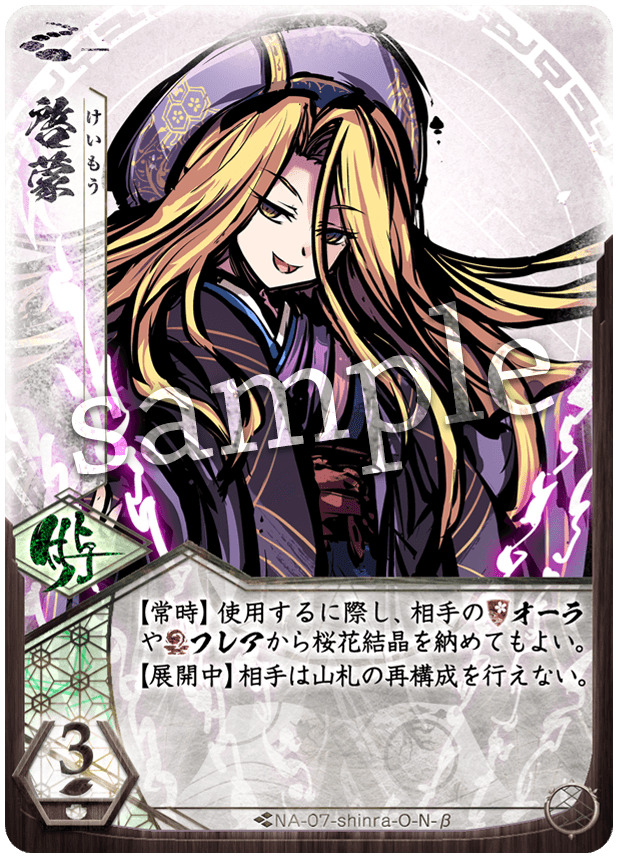 啓蒙
けいもう
sample
付与
【常時】使用するに際し、相手のオーラ
やフレアから桜花結晶を納めてもよい。
【展開中】相手は山札の再構成を行えない。
3
NA-07-shinra-O-N-β